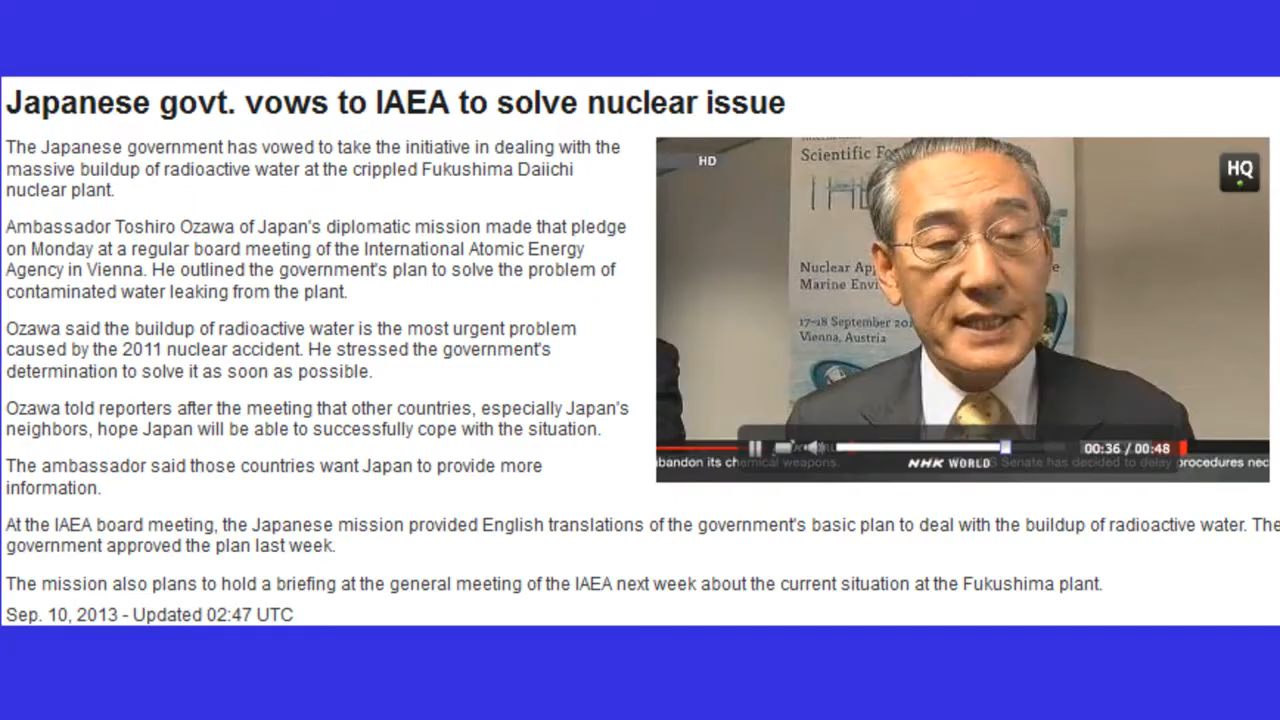 Japanese govt. vows to IAEA to solve nuclear issue
The Japanese government has vowed to take the initiative in dealing with the
massive buildup of radioactive water at the crippled Fukushima Daiichi
nuclear plant.
Ambassador Toshiro Ozawa of Japan's diplomatic mission made that pledge
on Monday at a regular board meeting of the International Atomic Energy
Agency in Vienna. He outlined the government's plan to solve the problem of
contaminated water leaking from the plant.
Ozawa said the buildup of radioactive water is the most urgent problem
caused by the 2011 nuclear accident. He stressed the government's
determination to solve it as soon as possible.
Ozawa told reporters after the meeting that other countries, especially Japan's
neighbors, hope Japan will be able to successfully cope with the situation.
The ambassador said those countries want Japan to provide more
information.
HD
HQ
Scientific
Nuclear
Marine
17-18 September
Vienna, Austria
00:36 / 00:48
abandon its chemical weapons.
NHK WORLD
Senate has decided to delay procedures
At the IAEA board meeting, the Japanese mission provided English translations of the government's basic plan to deal with the buildup of radioactive water. The
government approved the plan last week.
The mission also plans to hold a briefing at the general meeting of the IAEA next week about the current situation at the Fukushima plant.
Sep. 10, 2013 - Updated 02:47 UTC